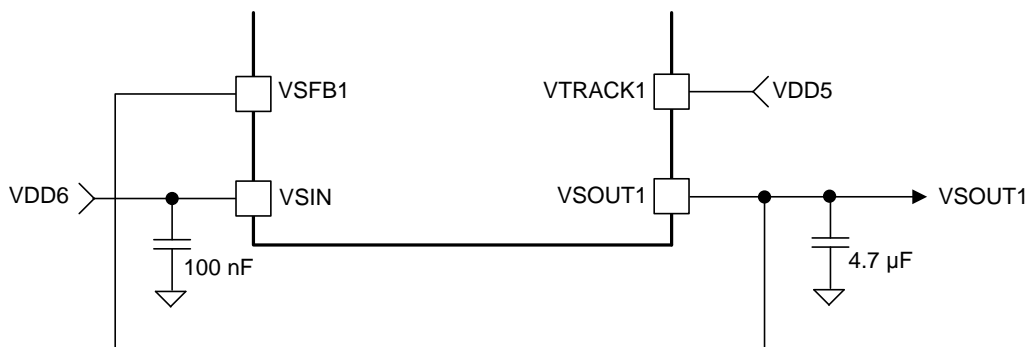 VSFB1
VTRACK1
VDD5
VDD6
VSIN
VSOUT1
VSOUT1
100 nF
4.7 µF